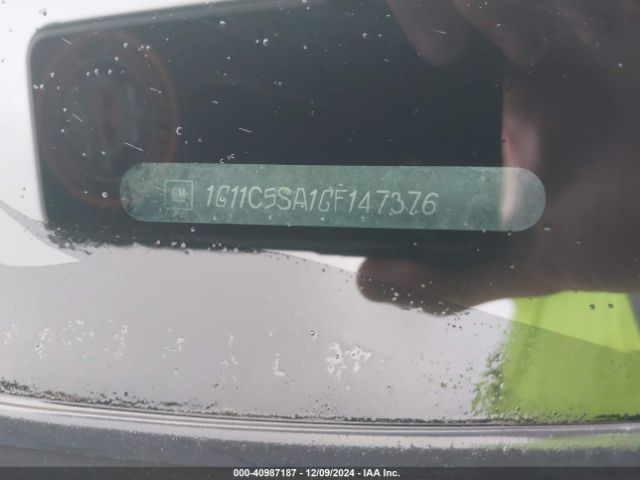 GM 1G11C5SA1GF147376
000-40987187 - 12/09/2024 - IAA Inc.